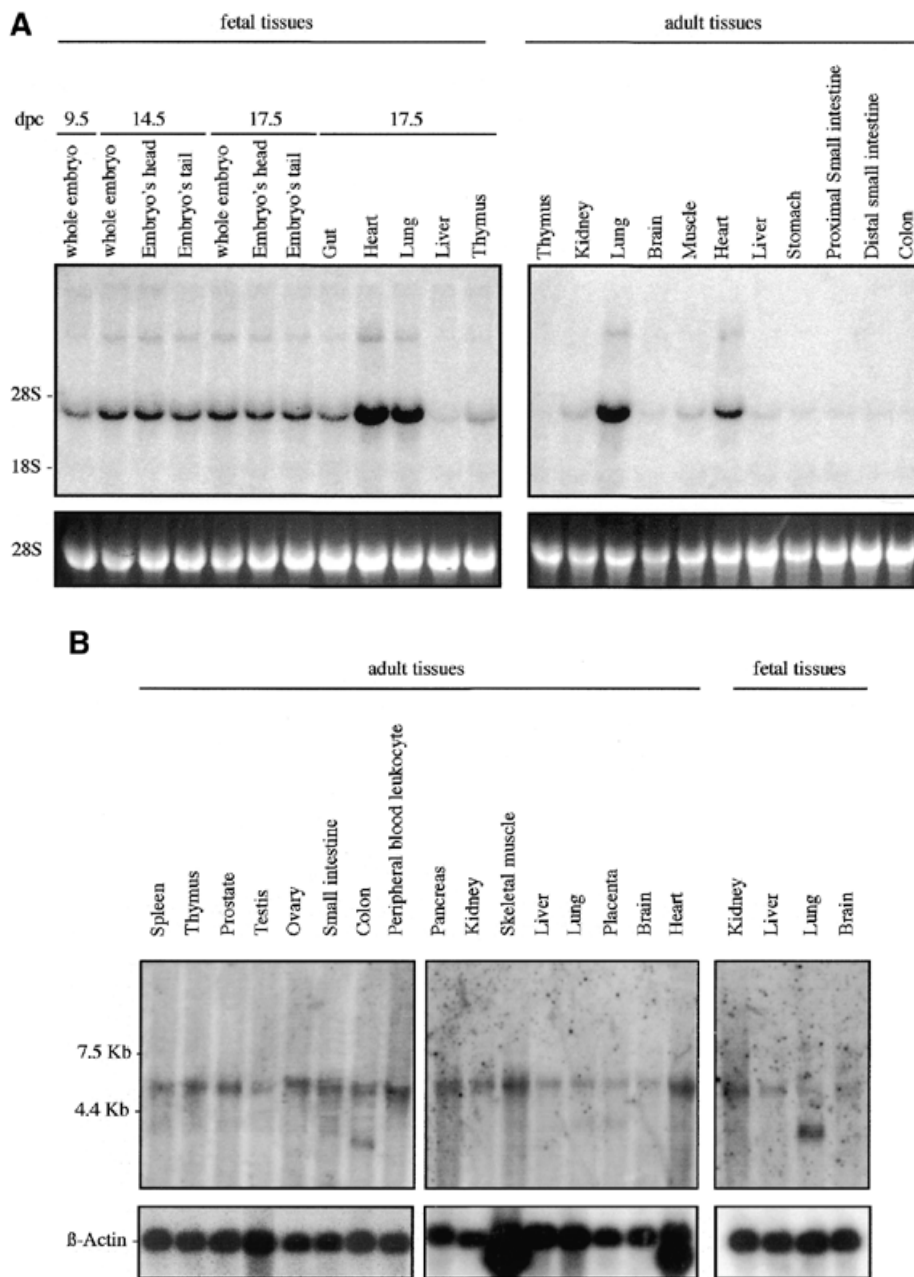 A
fetal tissues
adult tissues
dpc 9.5 14.5 17.5 17.5
whole embryo
whole embryo
Embryo's head
Embryo's tail
whole embryo
Embryo's head
Embryo's tail
Gut
Heart
Lung
Liver
Thymus
Thymus
Kidney
Lung
Brain
Muscle
Heart
Liver
Stomach
Proximal Small intestine
Distal small intestine
Colon
28S -
18S -
28S
B
adult tissues
fetal tissues
Spleen
Thymus
Prostate
Testis
Ovary
Small intestine
Colon
Peripheral blood leukocyte
Pancreas
Kidney
Skeletal muscle
Liver
Lung
Placenta
Brain
Heart
Kidney
Liver
Lung
Brain
7.5 Kb -
4.4 Kb -
ß-Actin -